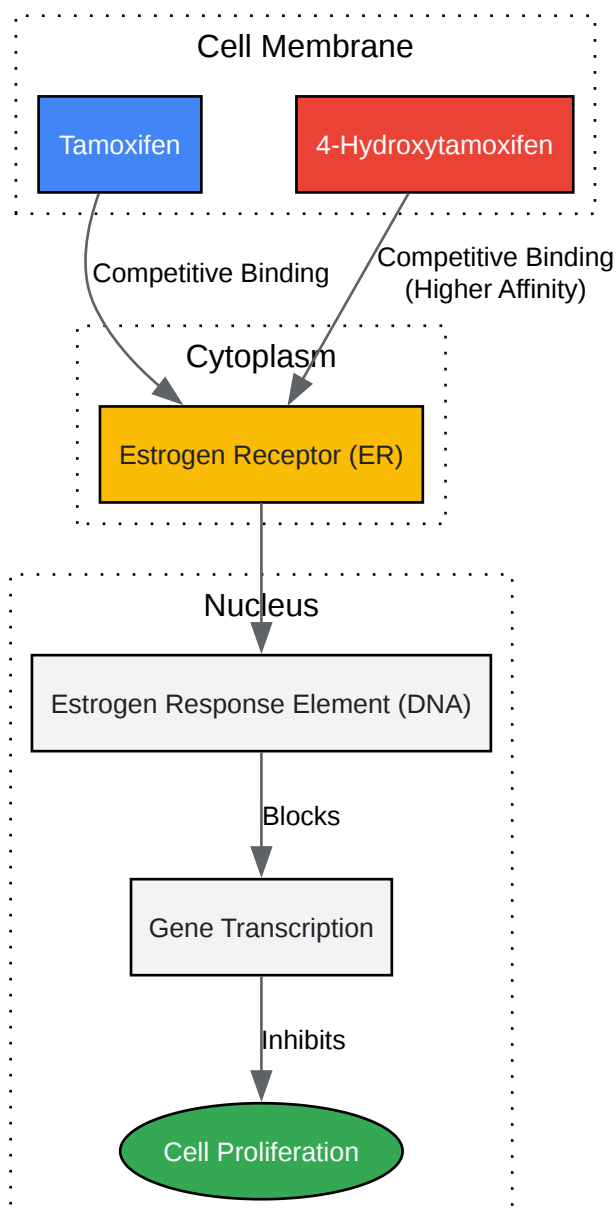 Cell Membrane
Tamoxifen
4-Hydroxytamoxifen
Competitive Binding
Competitive Binding
(Higher Affinity)
Cytoplasm
Estrogen Receptor (ER)
Nucleus
Estrogen Response Element (DNA)
Blocks
Gene Transcription
Inhibits
Cell Proliferation